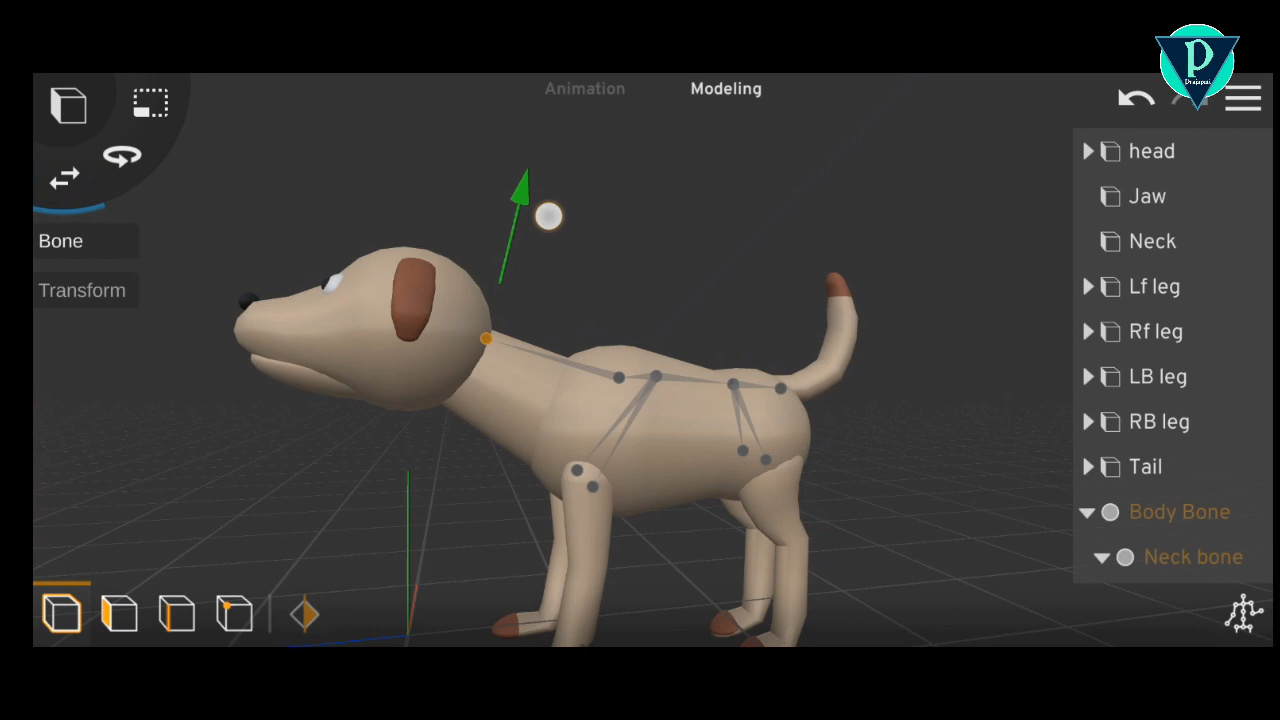 Animation
Modeling
P
Prajapati
Bone
Transform
head
Jaw
Neck
Lf leg
Rf leg
LB leg
RB leg
Tail
Body Bone
Neck bone